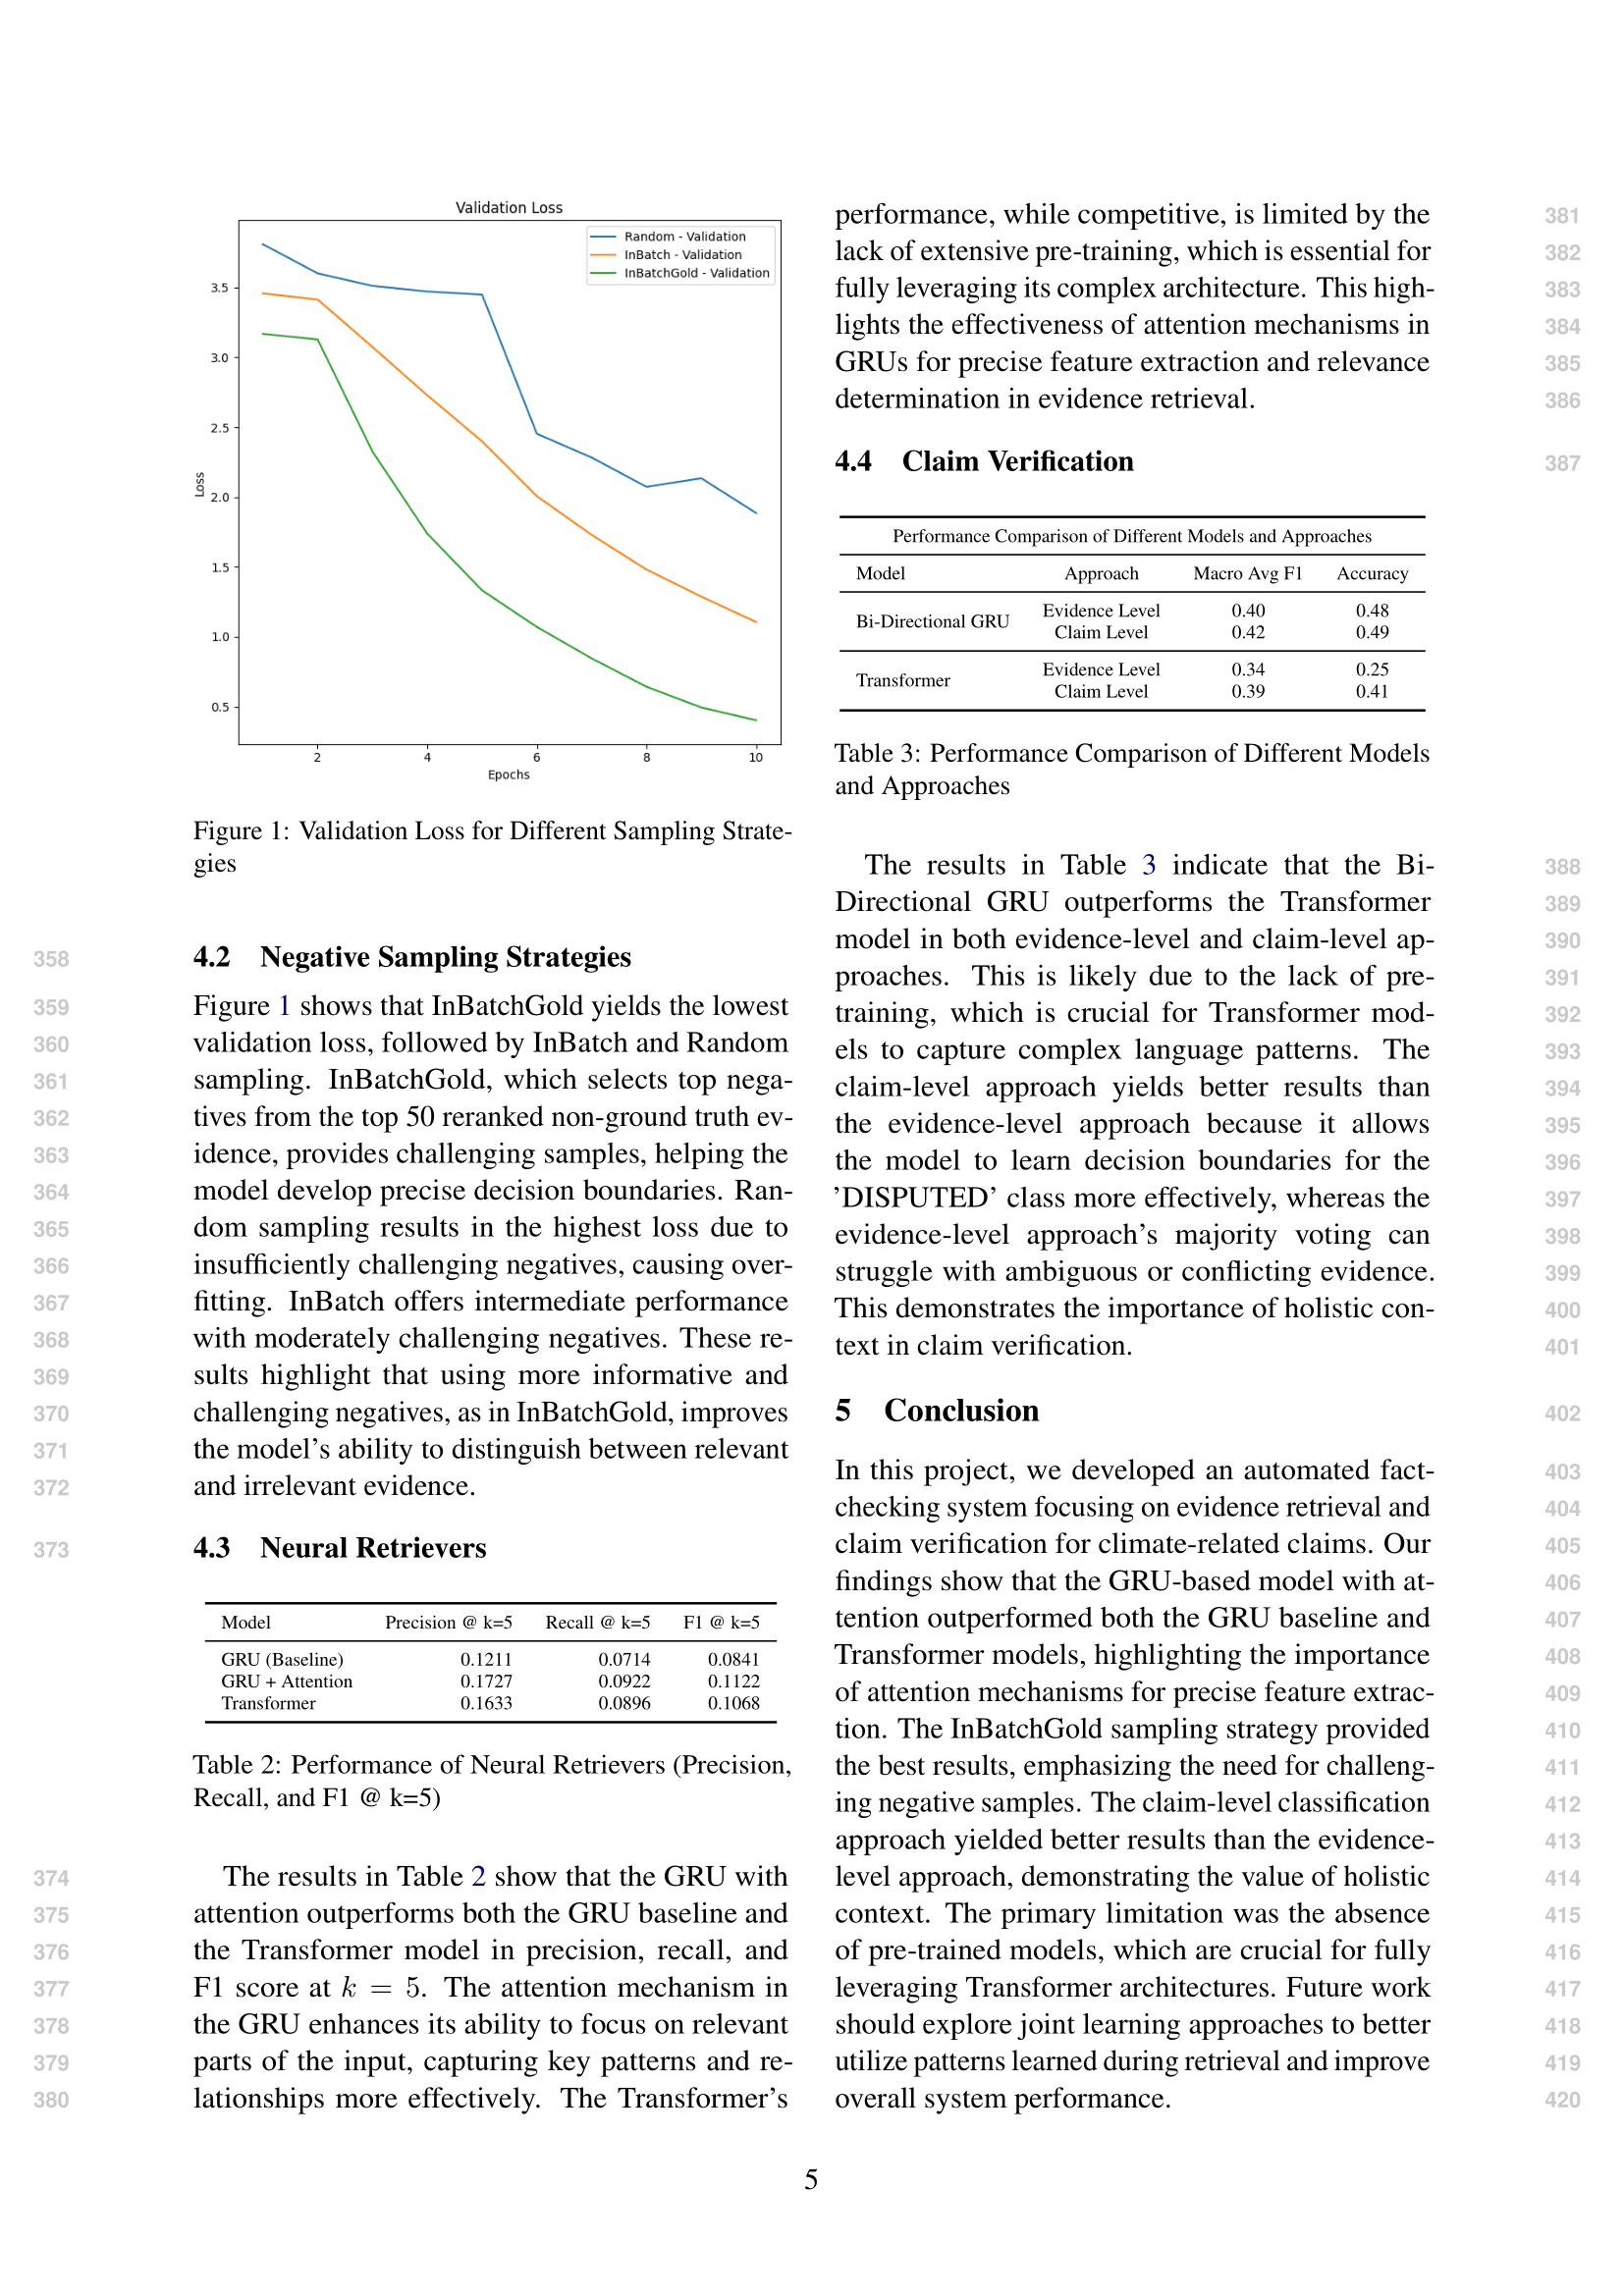 Validation Loss
Random - Validation
InBatch - Validation
InBatchGold - Validation
3.5
3.0
2.5
2.0
1.5
1.0
0.5
Loss
2 4 6 8 10
Epochs
Figure 1: Validation Loss for Different Sampling Strate-
gies
358 4.2 Negative Sampling Strategies
359 Figure 1 shows that InBatchGold yields the lowest
360 validation loss, followed by InBatch and Random
361 sampling. InBatchGold, which selects top nega-
362 tives from the top 50 reranked non-ground truth ev-
363 idence, provides challenging samples, helping the
364 model develop precise decision boundaries. Ran-
365 dom sampling results in the highest loss due to
366 insufficiently challenging negatives, causing over-
367 fitting. InBatch offers intermediate performance
368 with moderately challenging negatives. These re-
369 sults highlight that using more informative and
370 challenging negatives, as in InBatchGold, improves
371 the model's ability to distinguish between relevant
372 and irrelevant evidence.
373 4.3 Neural Retrievers
Model Precision @ k=5 Recall @ k=5 F1 @ k=5
GRU (Baseline) 0.1211 0.0714 0.0841
GRU + Attention 0.1727 0.0922 0.1122
Transformer 0.1633 0.0896 0.1068
Table 2: Performance of Neural Retrievers (Precision,
Recall, and F1 @ k=5)
374 The results in Table 2 show that the GRU with
375 attention outperforms both the GRU baseline and
376 the Transformer model in precision, recall, and
377 F1 score at k = 5. The attention mechanism in
378 the GRU enhances its ability to focus on relevant
379 parts of the input, capturing key patterns and re-
380 lationships more effectively. The Transformer's
performance, while competitive, is limited by the 381
lack of extensive pre-training, which is essential for 382
fully leveraging its complex architecture. This high- 383
lights the effectiveness of attention mechanisms in 384
GRUs for precise feature extraction and relevance 385
determination in evidence retrieval. 386
4.4 Claim Verification 387
Performance Comparison of Different Models and Approaches
Model Approach Macro Avg F1 Accuracy
Bi-Directional GRU Evidence Level 0.40 0.48
Claim Level 0.42 0.49
Transformer Evidence Level 0.34 0.25
Claim Level 0.39 0.41
Table 3: Performance Comparison of Different Models
and Approaches
The results in Table 3 indicate that the Bi- 388
Directional GRU outperforms the Transformer 389
model in both evidence-level and claim-level ap- 390
proaches. This is likely due to the lack of pre- 391
training, which is crucial for Transformer mod- 392
els to capture complex language patterns. The 393
claim-level approach yields better results than 394
the evidence-level approach because it allows 395
the model to learn decision boundaries for the 396
’DISPUTED’ class more effectively, whereas the 397
evidence-level approach's majority voting can 398
struggle with ambiguous or conflicting evidence. 399
This demonstrates the importance of holistic con- 400
text in claim verification. 401
5 Conclusion 402
In this project, we developed an automated fact- 403
checking system focusing on evidence retrieval and 404
claim verification for climate-related claims. Our 405
findings show that the GRU-based model with at- 406
tention outperformed both the GRU baseline and 407
Transformer models, highlighting the importance 408
of attention mechanisms for precise feature extrac- 409
tion. The InBatchGold sampling strategy provided 410
the best results, emphasizing the need for challeng- 411
ing negative samples. The claim-level classification 412
approach yielded better results than the evidence- 413
level approach, demonstrating the value of holistic 414
context. The primary limitation was the absence 415
of pre-trained models, which are crucial for fully 416
leveraging Transformer architectures. Future work 417
should explore joint learning approaches to better 418
utilize patterns learned during retrieval and improve 419
overall system performance. 420
5